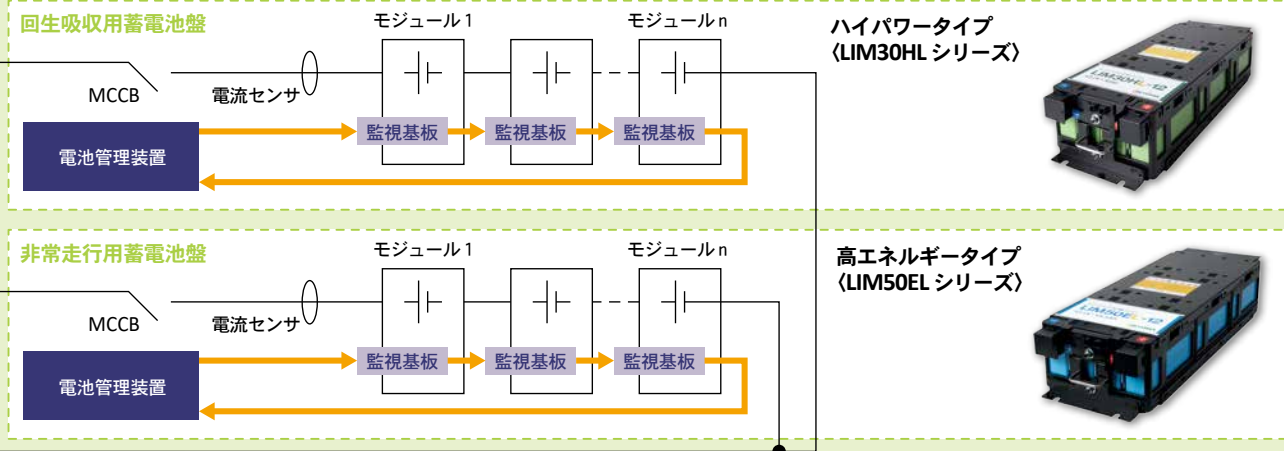 回生吸収用蓄電池盤
モジュール 1
モジュール n
ハイパワータイプ
〈LIM30HL シリーズ〉
MCCB
電流センサ
監視基板
監視基板
監視基板
電池管理装置
LIM30HL-12
非常走行用蓄電池盤
モジュール 1
モジュール n
高エネルギータイプ
〈LIM50EL シリーズ〉
MCCB
電流センサ
監視基板
監視基板
監視基板
電池管理装置
LIM50EL-12